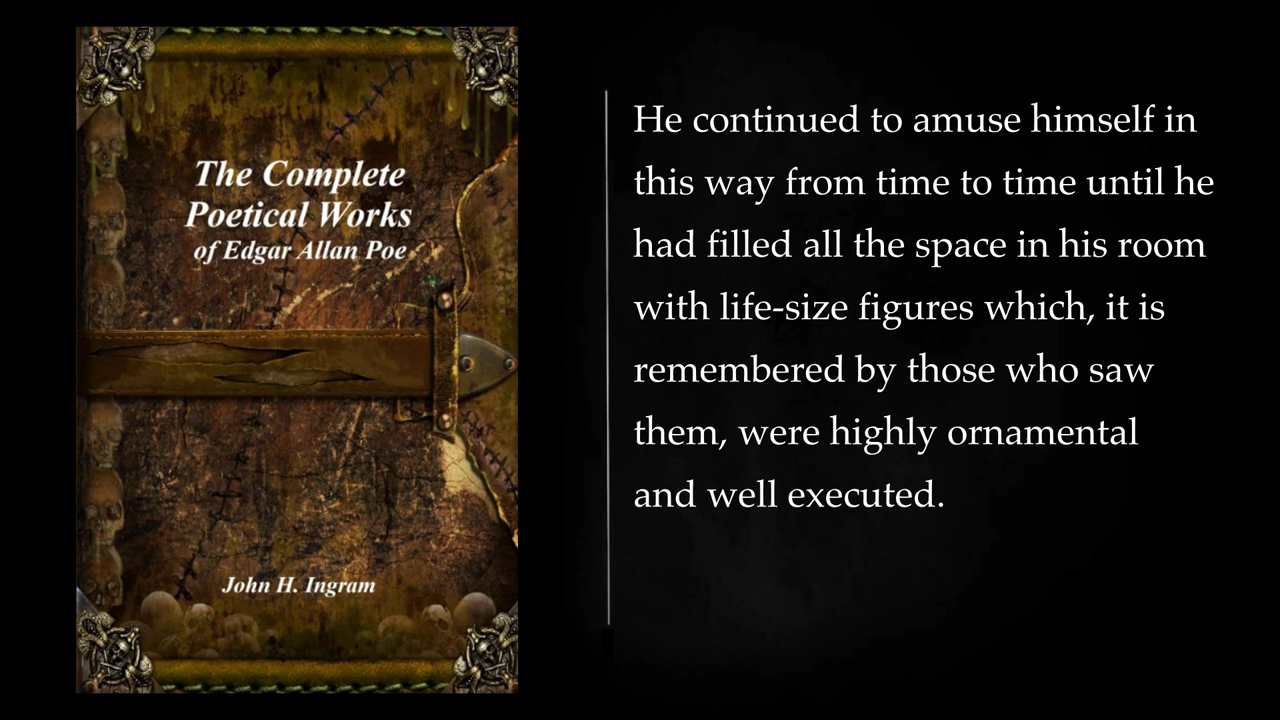 The Complete
Poetical Works
of Edgar Allan Poe
John H. Ingram
He continued to amuse himself in
this way from time to time until he
had filled all the space in his room
with life-size figures which, it is
remembered by those who saw
them, were highly ornamental
and well executed.